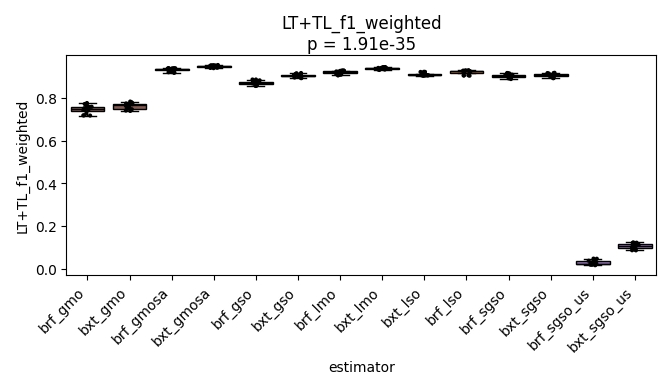 LT+TL_f1_weighted
p = 1.91e-35
LT+TL_f1_weighted
0.8
0.6
0.4
0.2
0.0
brf_gmo
bxt_gmo
brf_gmosa
bxt_gmosa
brf_gso
bxt_gso
brf_lmo
bxt_lmo
bxt_lso
brf_lso
brf_sgso
bxt_sgso
brf_sgso_us
bxt_sgso_us
estimator